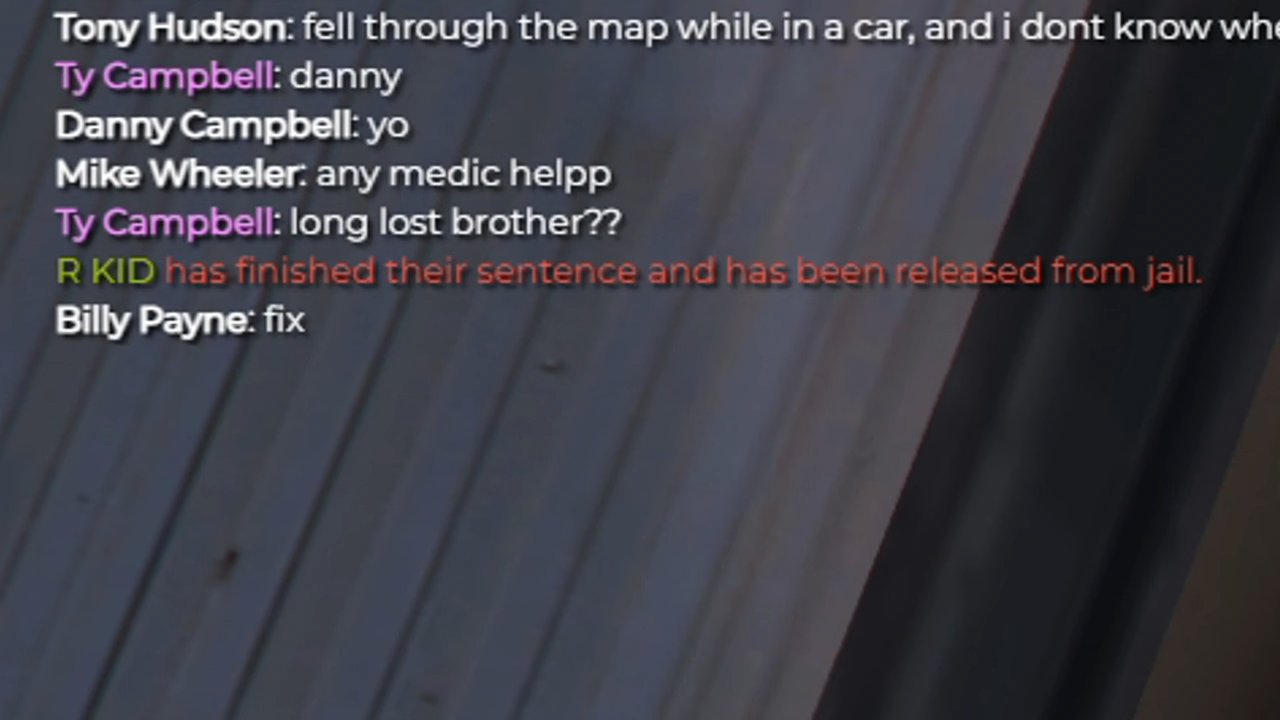 Tony Hudson: fell through the map while in a car, and i dont know
Ty Campbell: danny
Danny Campbell: yo
Mike Wheeler: any medic helpp
Ty Campbell: long lost brother??
R KID has finished their sentence and has been released from jail.
Billy Payne: fix